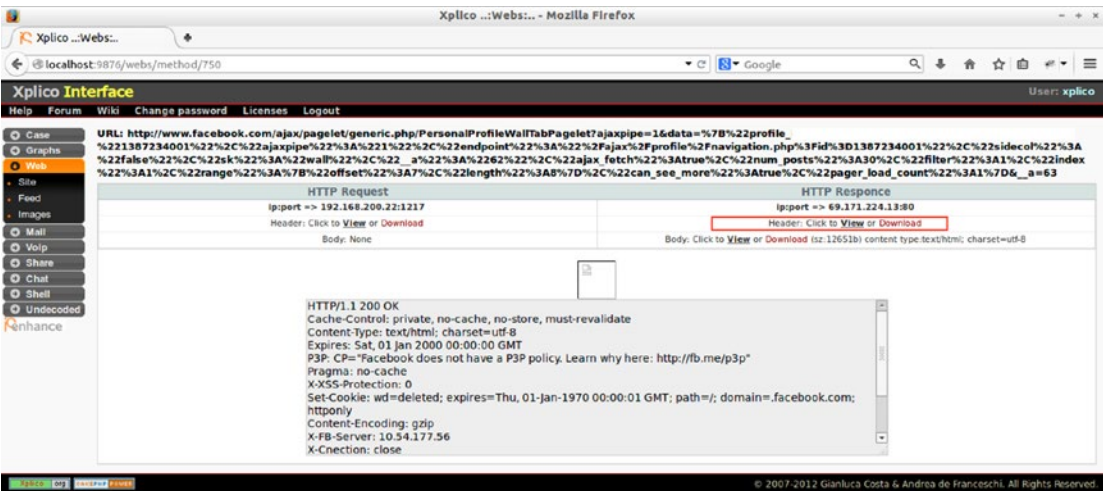 Xplico ..:Webs:.. - Mozilla Firefox
Xplico ..:Webs:..
localhost:9876/webs/method/750
Google
Xplico Interface
User: xplico
Help Forum Wiki Change password Licenses Logout
Case
Graphs
Web
Site
Feed
Images
Mail
Voip
Share
Chat
Shell
Undecoded
enhance
URL: http://www.facebook.com/ajax/pagelet/generic.php/PersonalProfileWallTabPagelet?ajaxpipe=1&data=%7B%22profile_
%221387234001%22%2C%22ajaxpipe%22%3A%221%22%2C%22endpoint%22%3A%22%2Fajax%2Fprofile%2Fnavigation.php%3Fid%3D1387234001%22%2C%22sidecol%22%3A
%22false%22%2C%22sk%22%3A%22wall%22%2C%22__a%22%3A%2262%22%2C%22ajax_fetch%22%3Atrue%2C%22num_posts%22%3A30%2C%22filter%22%3A1%2C%22index
%22%3A1%2C%22range%22%3A%7B%22offset%22%3A7%2C%22length%22%3A8%7D%2C%22can_see_more%22%3Atrue%2C%22pager_load_count%22%3A1%7D&__a=63
HTTP Request
HTTP Responce
ip:port => 192.168.200.22:1217
ip:port => 69.171.224.13:80
Header: Click to View or Download
Header: Click to View or Download
Body: None
Body: Click to View or Download (sz:12651b) content type:text/html; charset=utf-8
HTTP/1.1 200 OK
Cache-Control: private, no-cache, no-store, must-revalidate
Content-Type: text/html; charset=utf-8
Expires: Sat, 01 Jan 2000 00:00:00 GMT
P3P: CP="Facebook does not have a P3P policy. Learn why here: http://fb.me/p3p"
Pragma: no-cache
X-XSS-Protection: 0
Set-Cookie: wd=deleted; expires=Thu, 01-Jan-1970 00:00:01 GMT; path=/; domain=.facebook.com;
httponly
Content-Encoding: gzip
X-FB-Server: 10.54.177.56
X-Cnection: close
Xplico org CAKEPHP POWER
© 2007-2012 Gianluca Costa & Andrea de Franceschi. All Rights Reserved.